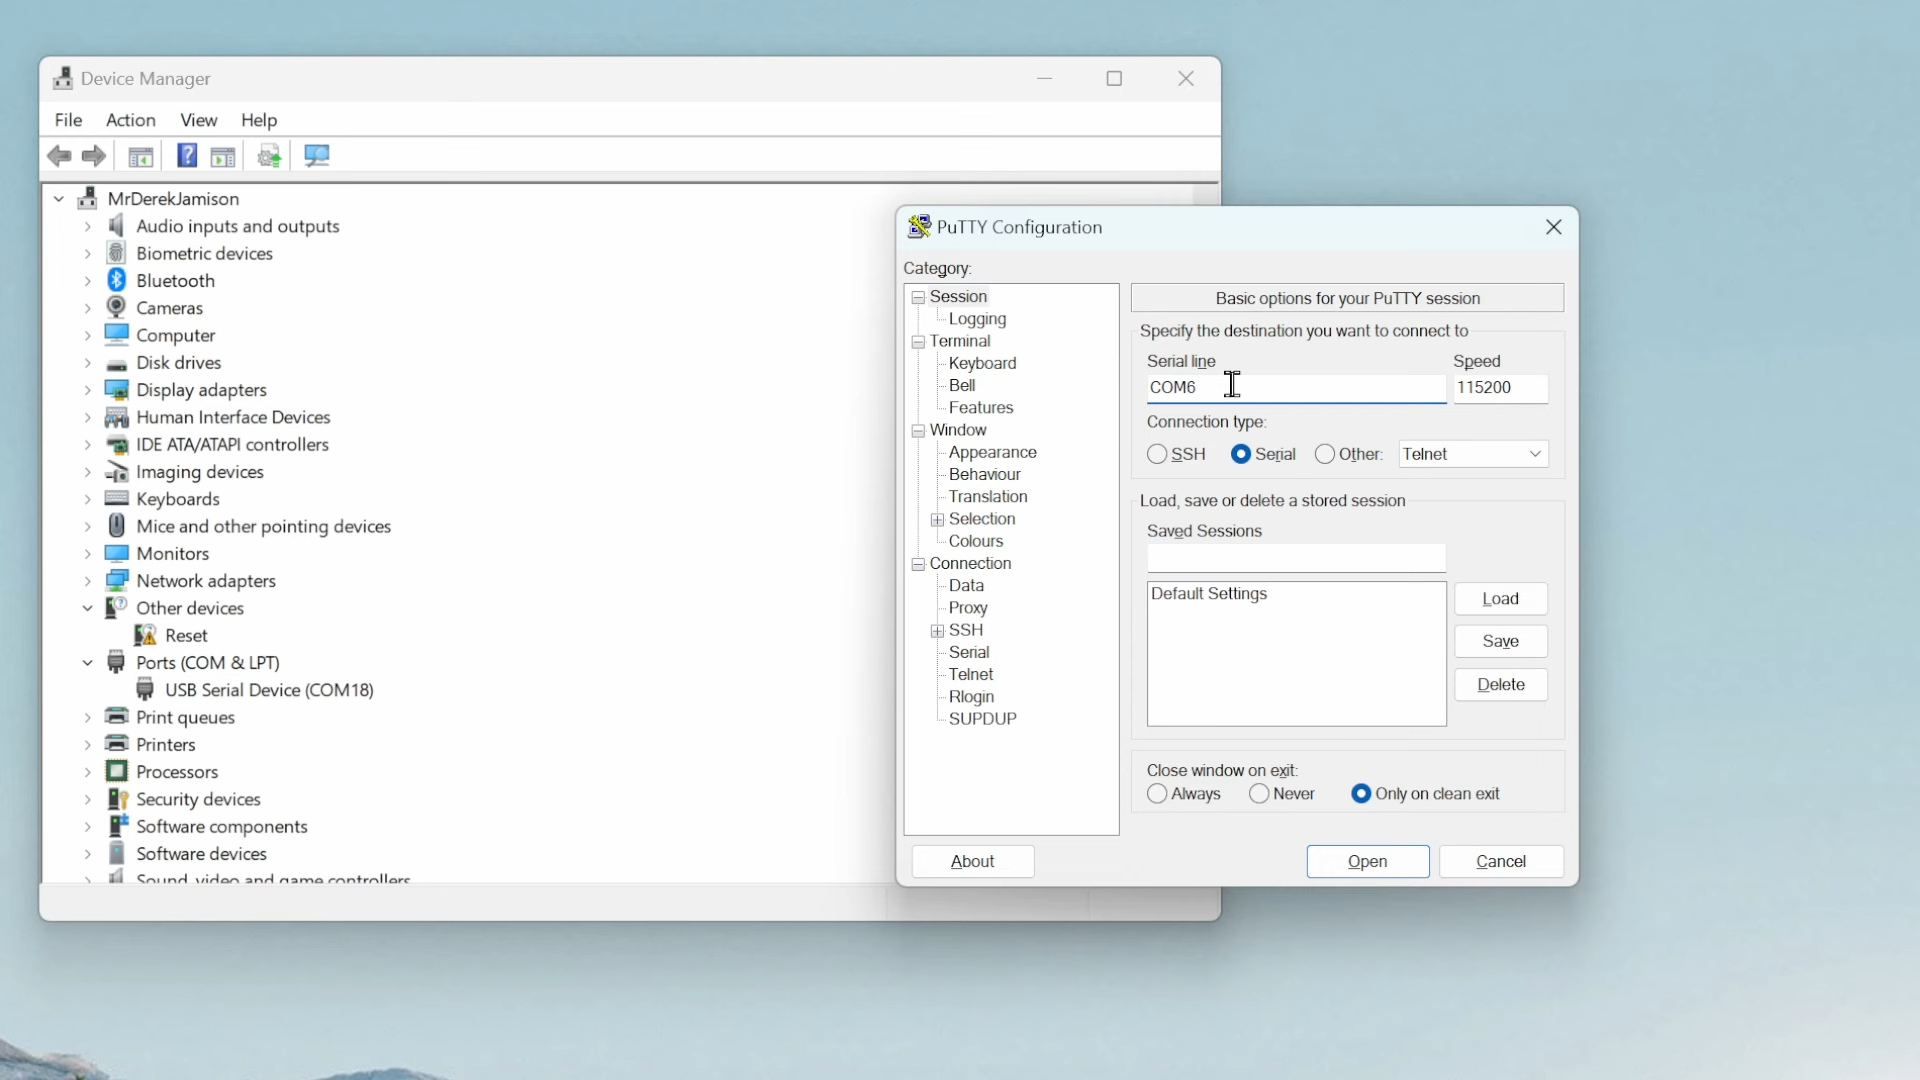 Device Manager
File Action View Help
MrDerekJamison
Audio inputs and outputs
Biometric devices
Bluetooth
Cameras
Computer
Disk drives
Display adapters
Human Interface Devices
IDE ATA/ATAPI controllers
Imaging devices
Keyboards
Mice and other pointing devices
Monitors
Network adapters
Other devices
Reset
Ports (COM & LPT)
USB Serial Device (COM18)
Print queues
Printers
Processors
Security devices
Software components
Software devices
Sound, video and game controllers
PuTTY Configuration
Category:
Session
Logging
Terminal
Keyboard
Bell
Features
Window
Appearance
Behaviour
Translation
Selection
Colours
Connection
Data
Proxy
SSH
Serial
Telnet
Rlogin
SUPDUP
Basic options for your PuTTY session
Specify the destination you want to connect to
Serial line Speed
COM6 115200
Connection type:
SSH Serial Other: Telnet
Load, save or delete a stored session
Saved Sessions
Default Settings
Load
Save
Delete
Close window on exit:
Always Never Only on clean exit
About Open Cancel